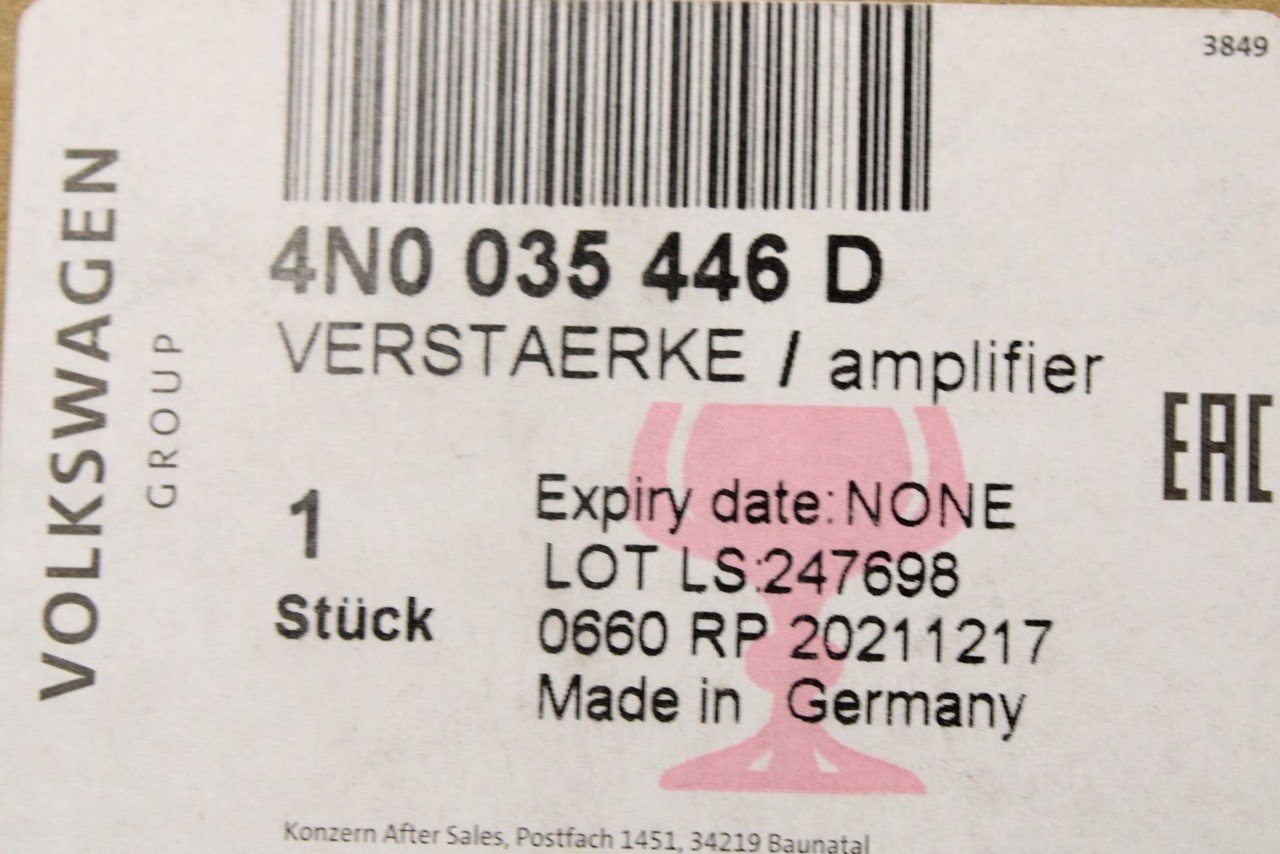 3849
VOLKSWAGEN
GROUP
4N0 035 446 D
VERSTAERKE / amplifier
EAC
1
Stück
Expiry date: NONE
LOT LS:247698
0660 RP 20211217
Made in Germany
Konzern After Sales, Postfach 1451, 34219 Baunatal